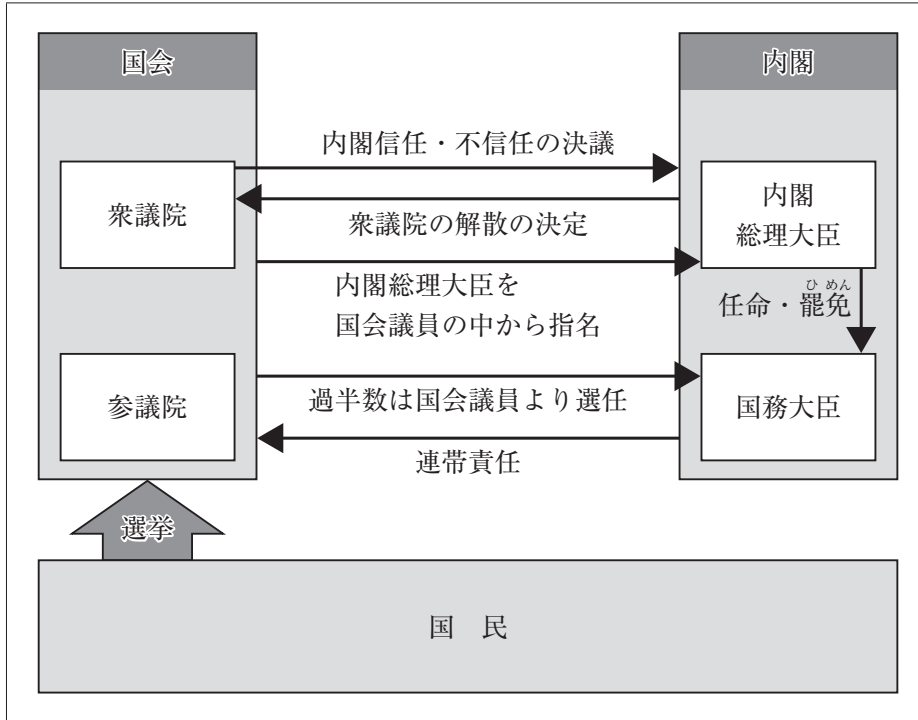 国会
内閣
内閣信任・不信任の決議
衆議院
内閣
総理大臣
衆議院の解散の決定
内閣総理大臣を
国会議員の中から指名
ひめん
任命・罷免
参議院
過半数は国会議員より選任
国務大臣
連帯責任
選挙
国　民